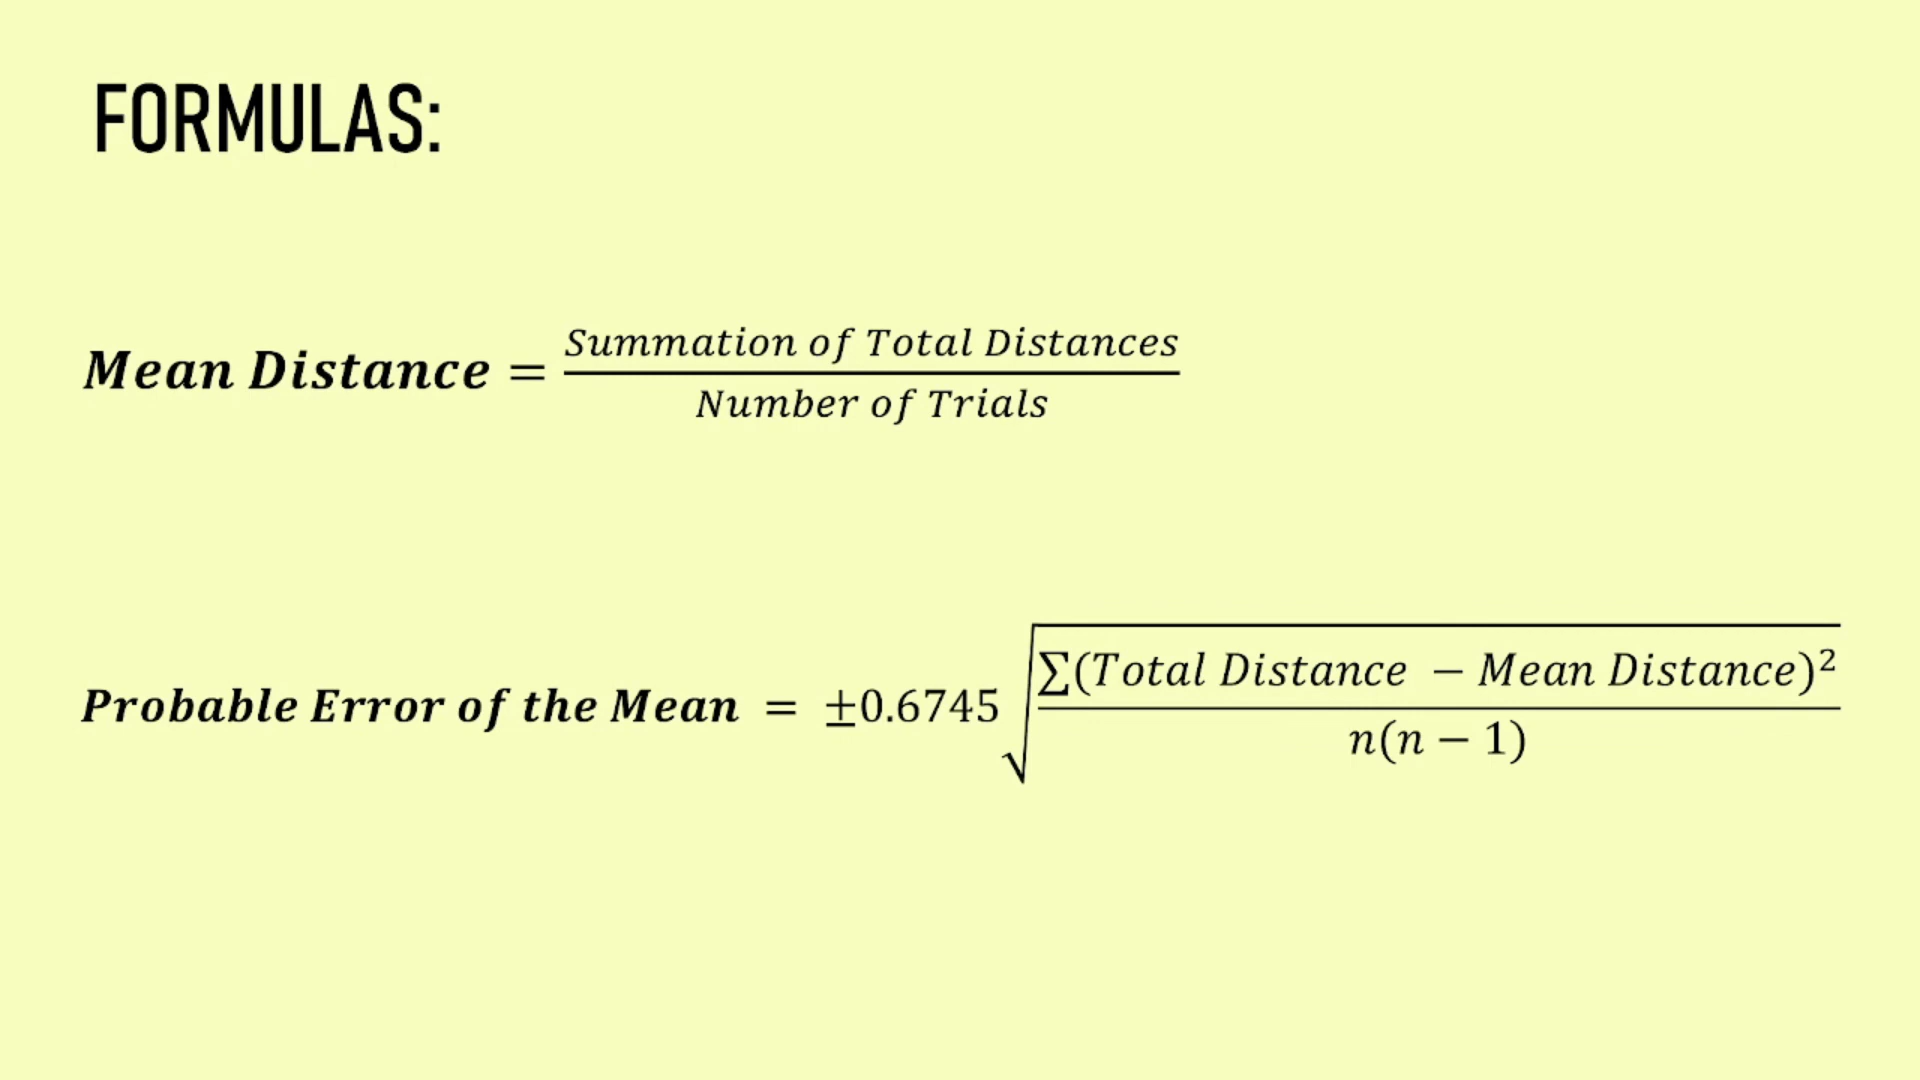 FORMULAS:
Mean Distance = Summation of Total Distances / Number of Trials
Probable Error of the Mean = ±0.6745 √(∑(Total Distance − Mean Distance)² / n(n − 1))